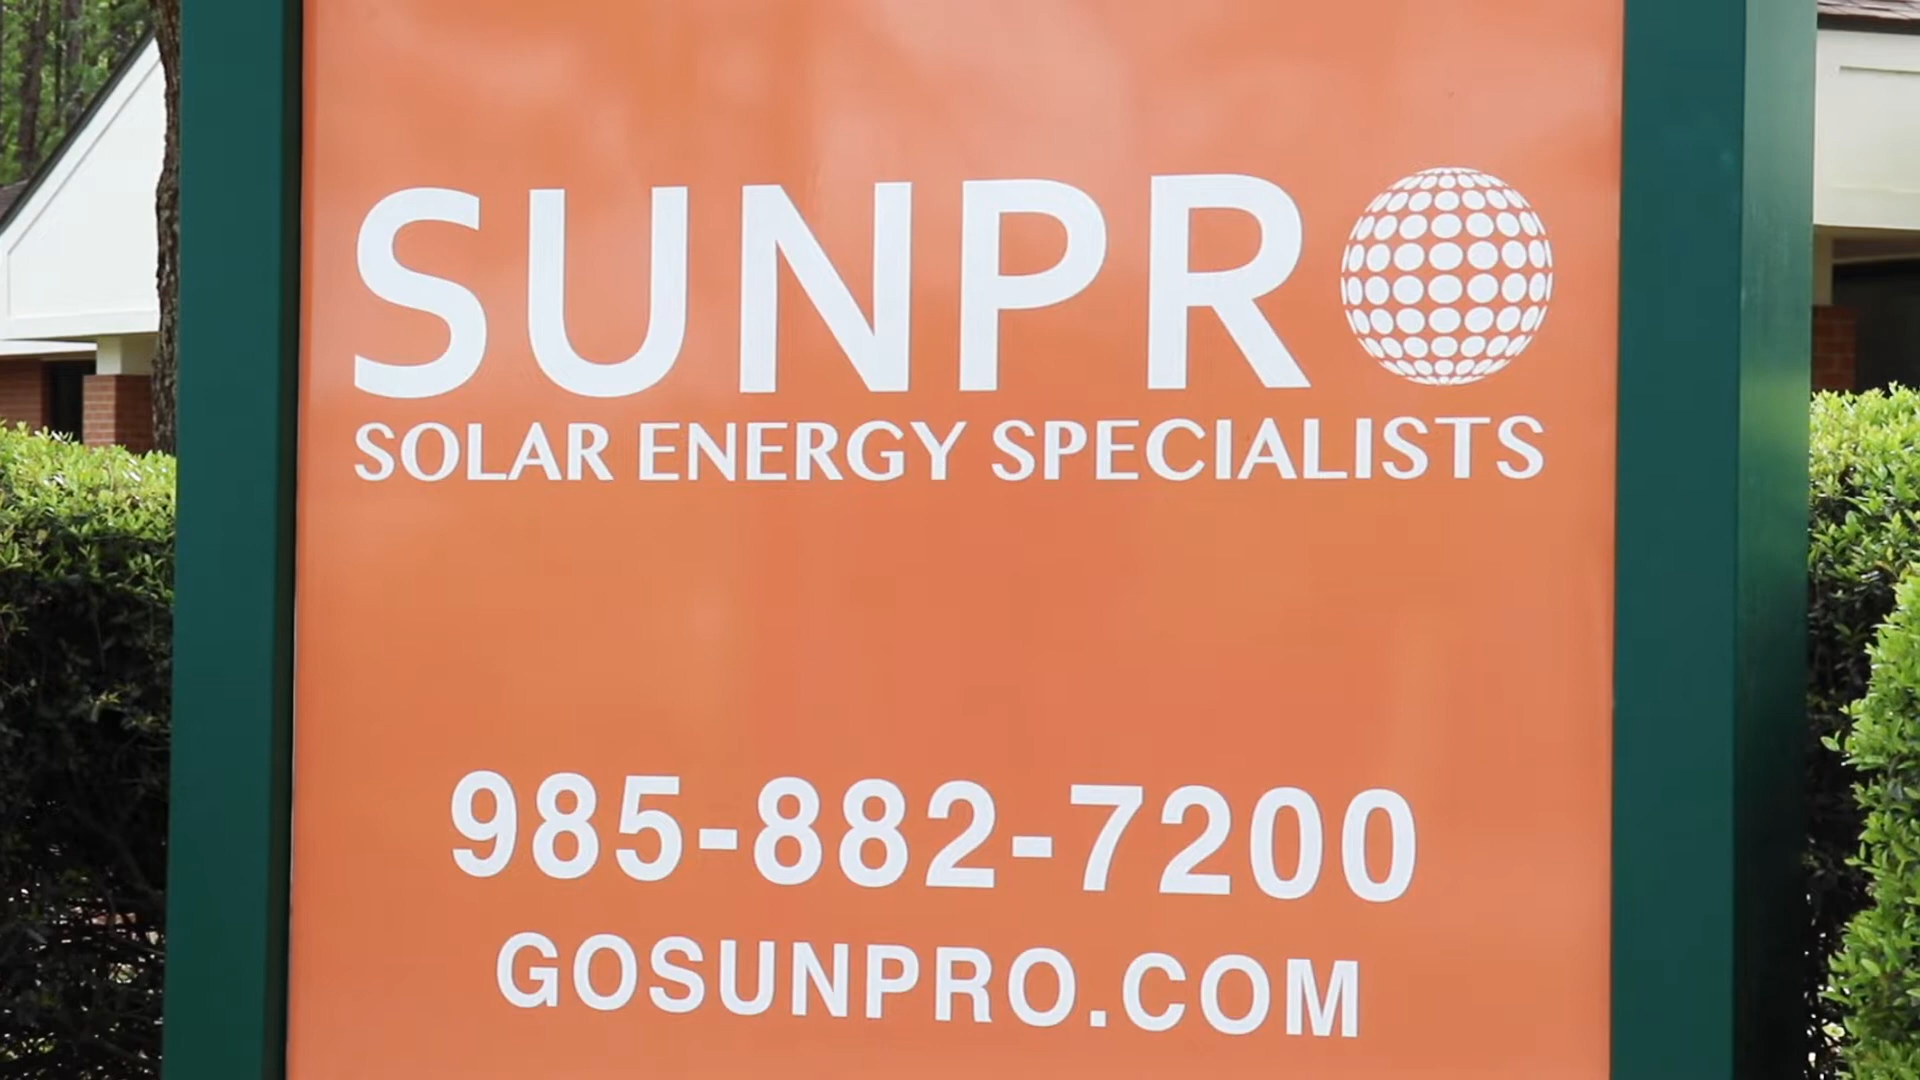 SUNPRO
SOLAR ENERGY SPECIALISTS
985-882-7200
GOSUNPRO.COM